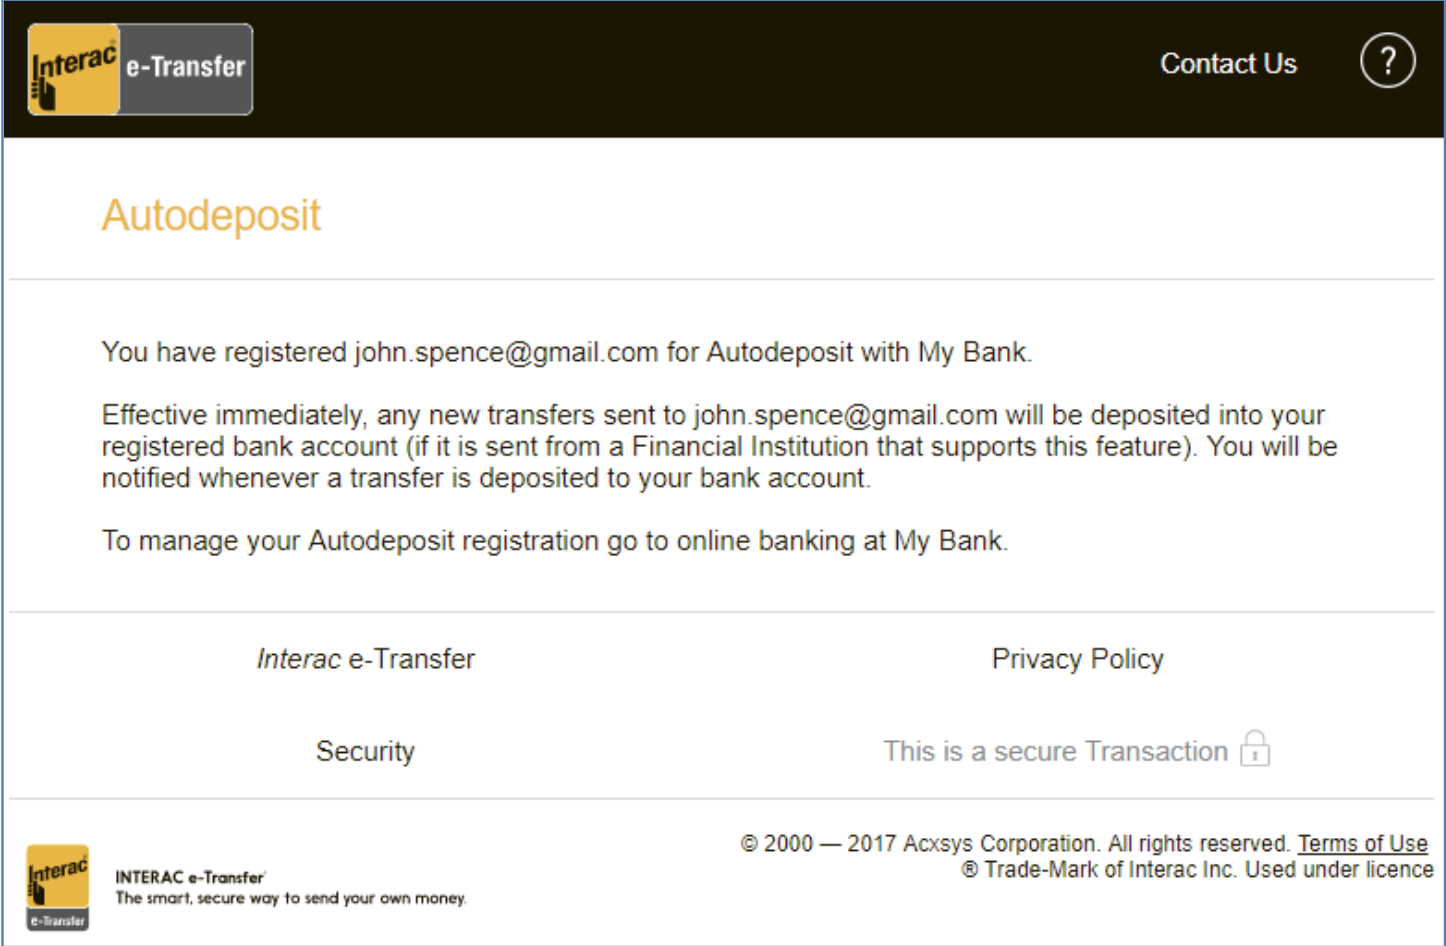 Interac® e-Transfer
Contact Us
?
Autodeposit
You have registered john.spence@gmail.com for Autodeposit with My Bank.
Effective immediately, any new transfers sent to john.spence@gmail.com will be deposited into your
registered bank account (if it is sent from a Financial Institution that supports this feature). You will be
notified whenever a transfer is deposited to your bank account.
To manage your Autodeposit registration go to online banking at My Bank.
Interac e-Transfer
Privacy Policy
Security
This is a secure Transaction
© 2000 — 2017 Acxsys Corporation. All rights reserved. Terms of Use
® Trade-Mark of Interac Inc. Used under licence
Interac
e-Transfer
INTERAC e-Transfer
The smart, secure way to send your own money.